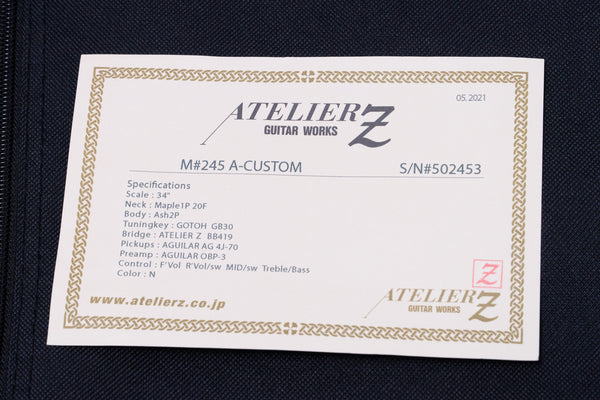 05. 2021
ATELIER Z
GUITAR WORKS
M#245 A-CUSTOM S/N#502453
Specifications
Scale : 34"
Neck : Maple1P 20F
Body : Ash2P
Tuningkey : GOTOH GB30
Bridge : ATELIER Z BB419
Pickups : AGUILAR AG 4J-70
Preamp : AGUILAR OBP-3
Control : F'Vol R'Vol/sw MID/sw Treble/Bass
Color : N
Z
www.atelierz.co.jp
ATELIER Z
GUITAR WORKS